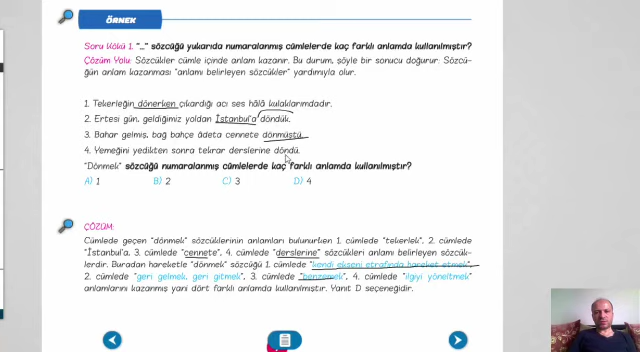 ÖRNEK
Soru Kökü 1. "..." sözcüğü yukarıda numaralanmış cümlelerde kaç farklı anlamda kullanılmıştır?
Çözüm Yolu: Sözcükler cümle içinde anlam kazanır. Bu durum, şöyle bir sonucu doğurur: Sözcü-
ğün anlam kazanması "anlamı belirleyen sözcükler" yardımıyla olur.
1. Tekerleğin dönerken çıkardığı acı ses hâlâ kulaklarımdadır.
2. Ertesi gün, geldiğimiz yoldan İstanbul'a döndük.
3. Bahar gelmiş, bağ bahçe âdeta cennete dönmüştü.
4. Yemeğini yedikten sonra tekrar derslerine döndü.
"Dönmek" sözcüğü numaralanmış cümlelerde kaç farklı anlamda kullanılmıştır?
A) 1 B) 2 C) 3 D) 4
ÇÖZÜM:
Cümlede geçen "dönmek" sözcüklerinin anlamları bulunurken 1. cümlede "tekerlek", 2. cümlede
"İstanbul'a, 3. cümlede "cennete", 4. cümlede "derslerine" sözcükleri anlamı belirleyen sözcük-
lerdir. Buradan hareketle "dönmek" sözcüğü 1. cümlede "kendi ekseni etrafında hareket etmek",
2. cümlede "geri gelmek, geri gitmek", 3. cümlede "benzemek", 4. cümlede "ilgiyi yöneltmek"
anlamlarını kazanmış yani dört farklı anlamda kullanılmıştır. Yanıt D seçeneğidir.